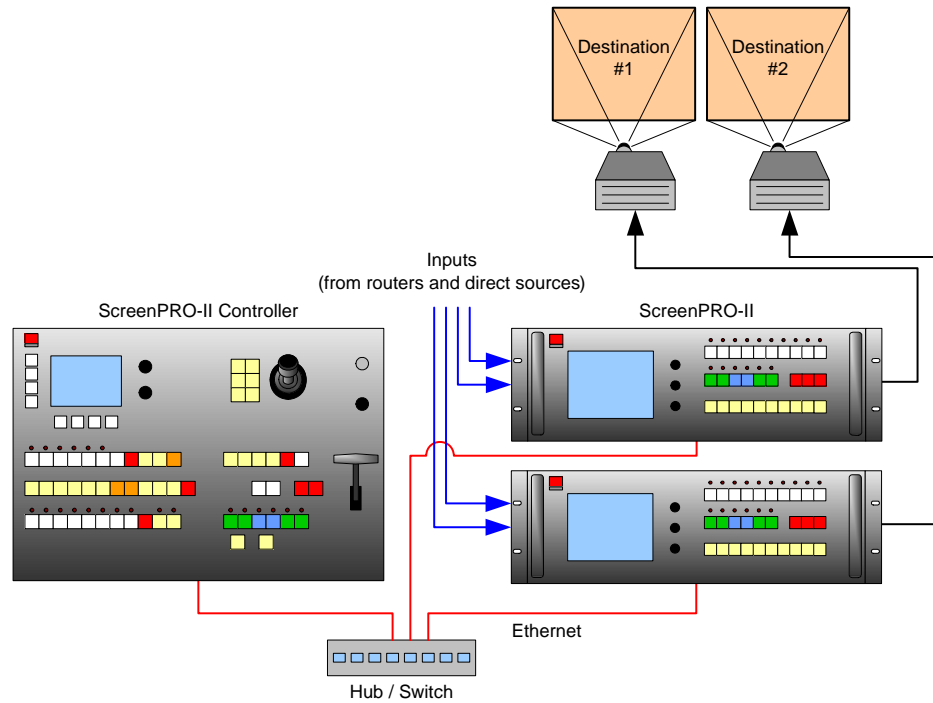 Destination
#1
Destination
#2
Inputs
(from routers and direct sources)
ScreenPRO-II Controller
ScreenPRO-II
Ethernet
Hub / Switch